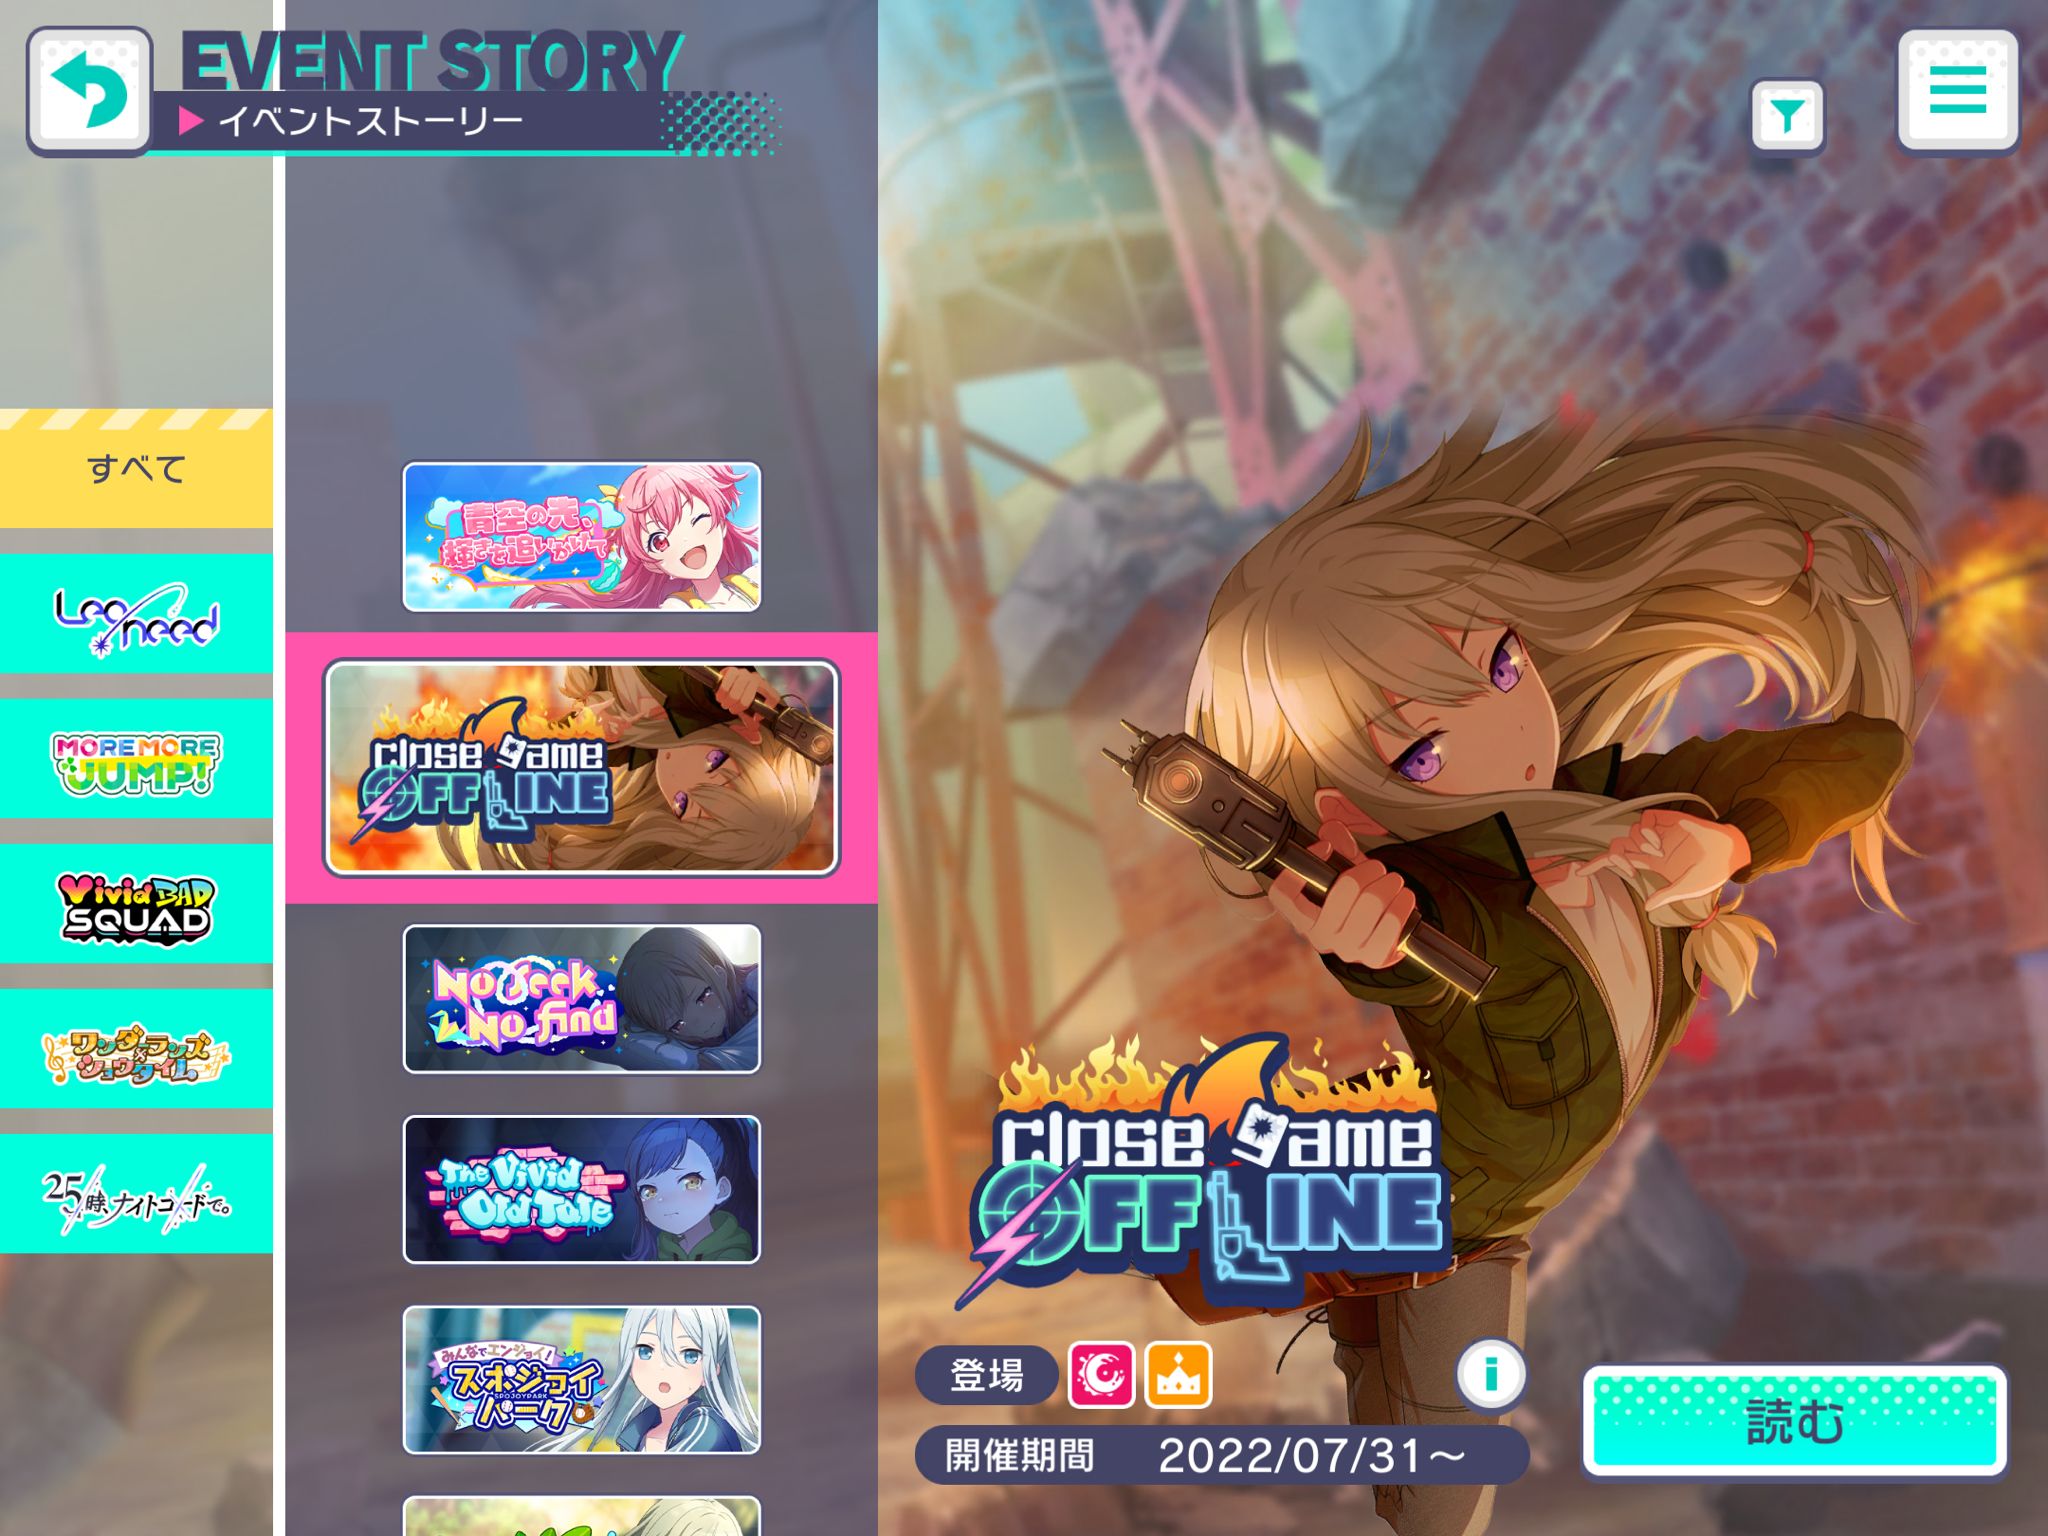 EVENT STORY
イベントストーリー
すべて
Leo/need
MORE MORE
JUMP!
Vivid BAD
SQUAD
ワンダーランズ
×
ショウタイム
25時、ナイトコードで。
青空の先、
輝きを追いかけて
close game
OFFLINE
No seek
No find
The Vivid
Old Tale
みんなでエンジョイ!
スポジョイ
SPOJOYPARK
パーク
close game
OFFLINE
登場
i
開催期間 2022/07/31～
読む